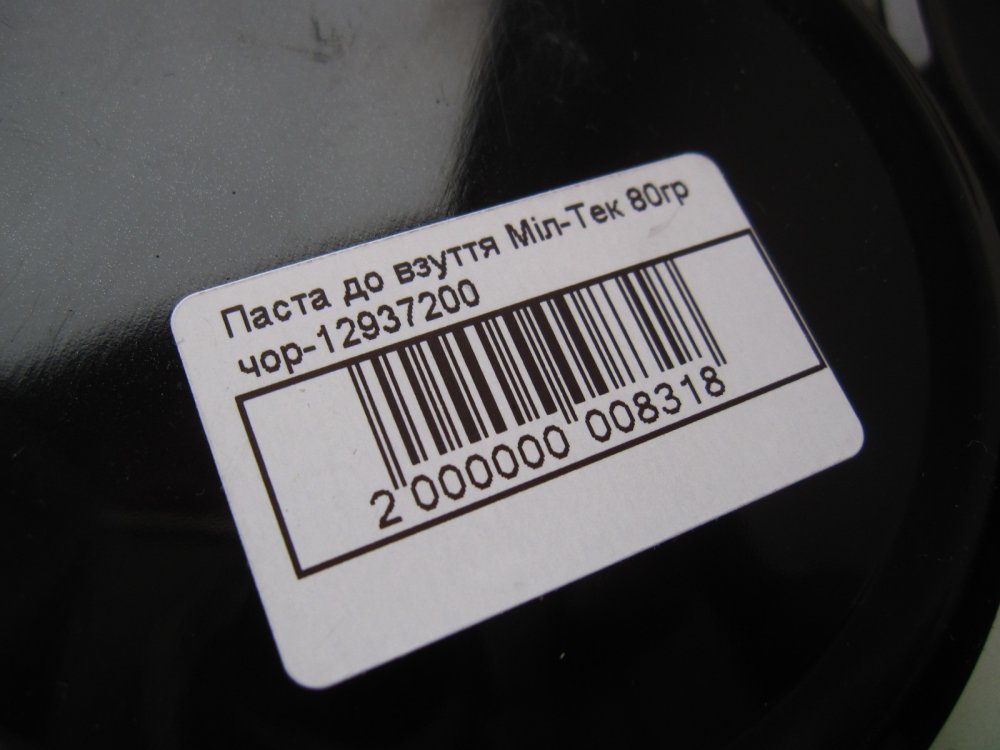 Паста до взуття Міл-Тек 80гр
чор-12937200
2 000000 008318